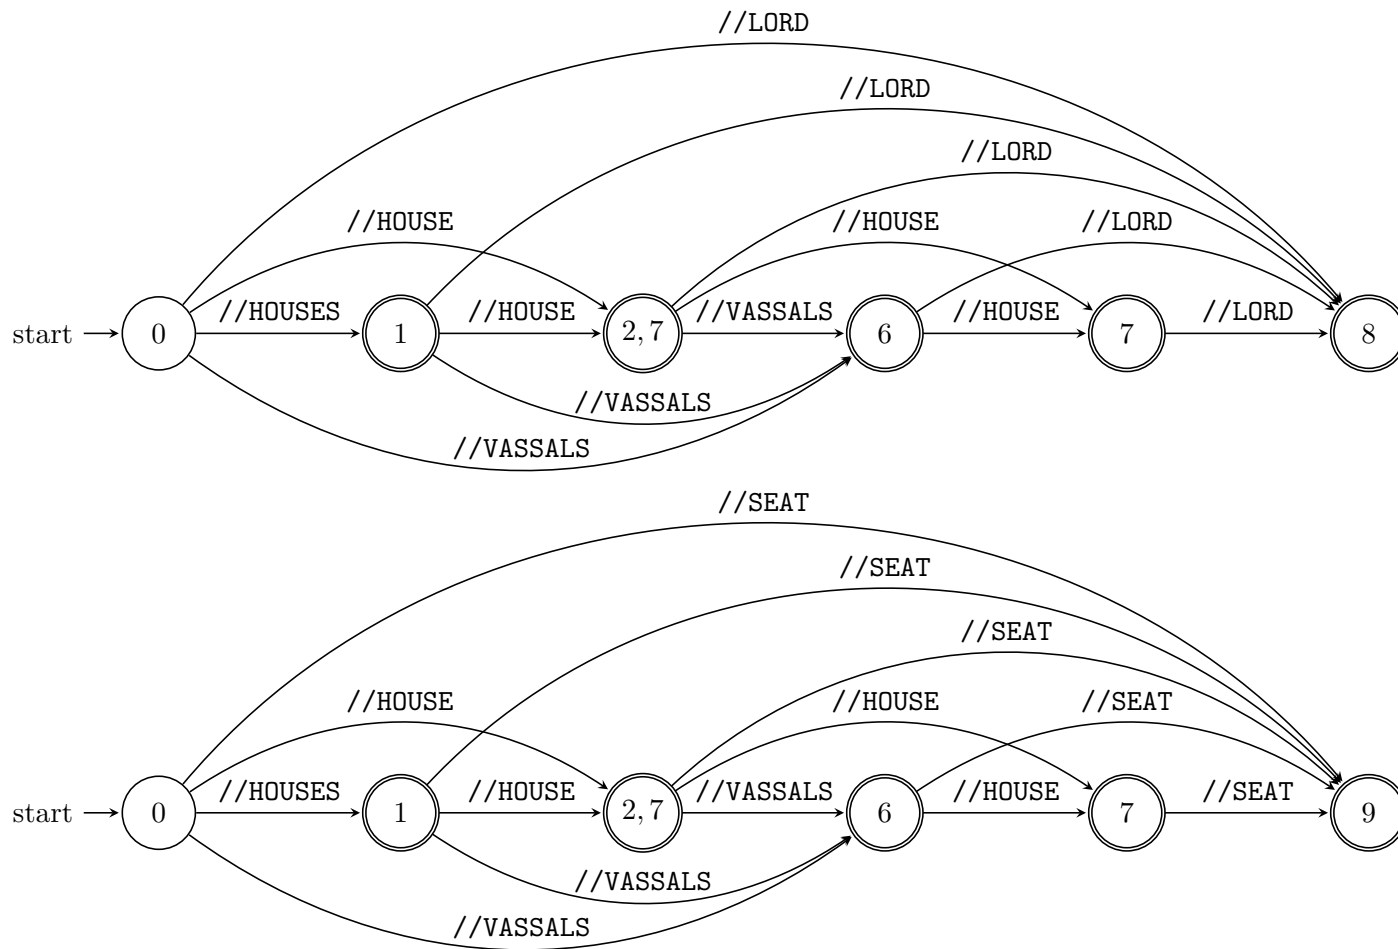 //LORD
//LORD
//LORD
//HOUSE //HOUSE //LORD
start 0 //HOUSES 1 //HOUSE 2, 7 //VASSALS 6 //HOUSE 7 //LORD 8
//VASSALS
//VASSALS
//SEAT
//SEAT
//SEAT
//HOUSE //HOUSE //SEAT
start 0 //HOUSES 1 //HOUSE 2, 7 //VASSALS 6 //HOUSE 7 //SEAT 9
//VASSALS
//VASSALS